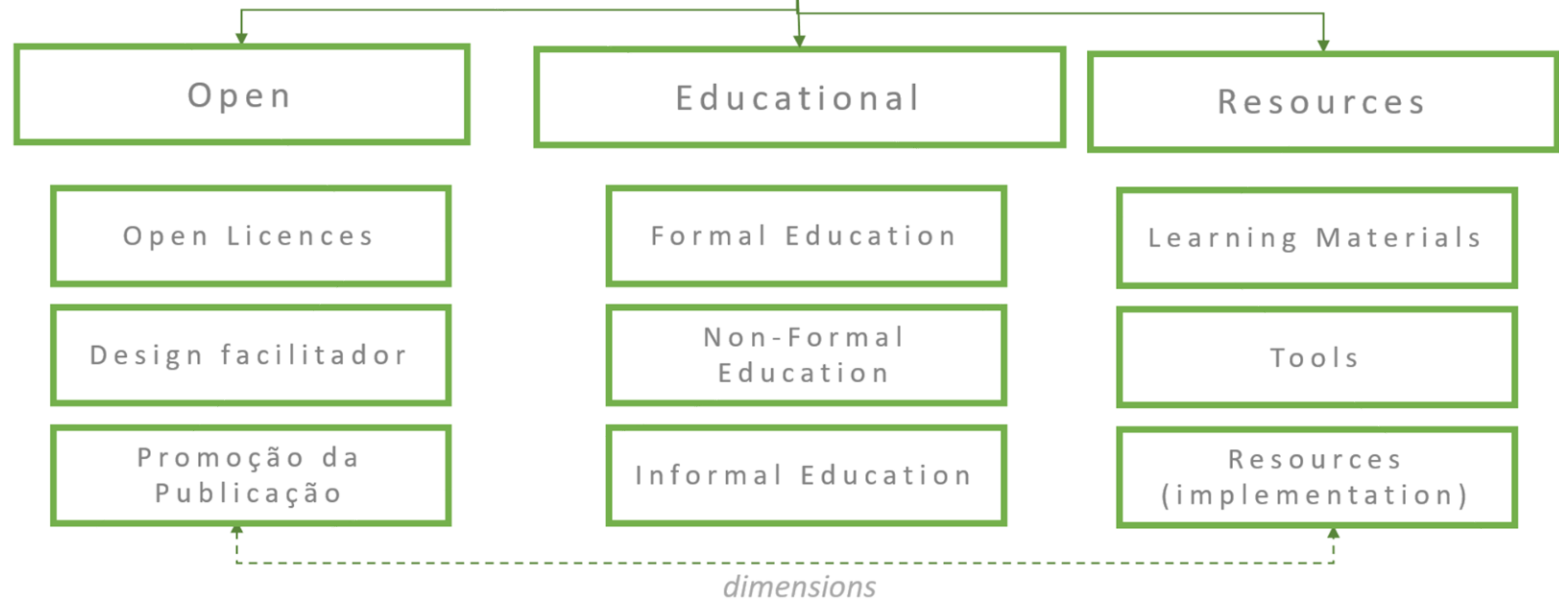 Open
Educational
Resources
Open Licences
Formal Education
Learning Materials
Design facilitador
Non-Formal
Education
Tools
Promoção da
Publicação
Informal Education
Resources
(implementation)
dimensions